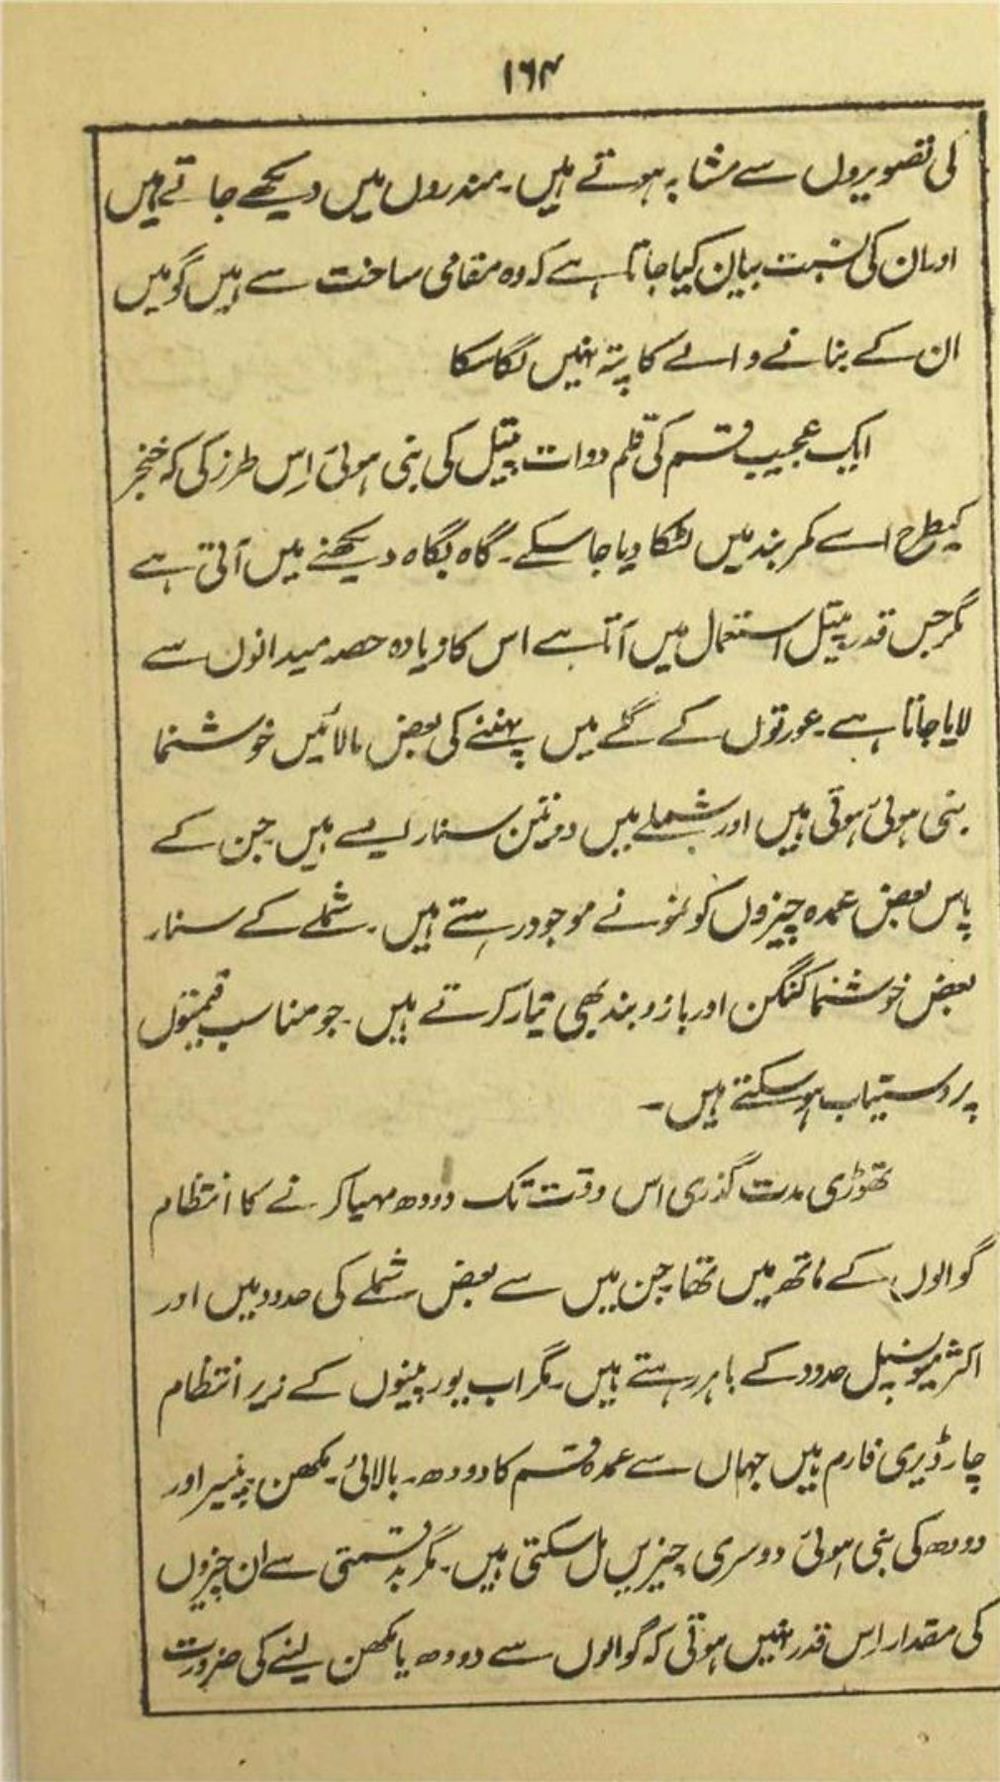 ۱۶۴
کی تصویروں سے مشابہ ہوتے ہیں۔ مندروں میں دیکھے جاتے ہیں
اور ان کی نسبت بیان کیا جاتا ہے کہ وہ مقامی ساخت سے ہیں گو میں
ان کے بنانے والے کا پتہ نہیں لگا سکا
ایک عجیب قسم کی قلم دوات پیتل کی بنی ہوئی اِس طرز کی کہ خنجر
کیطرح اسے کمربند میں لٹکا دیا جا سکے۔ گاہ بگاہ دیکھنے میں آتی ہے
مگر جس قدر پیتل استعمال میں آتا ہے اس کا زیادہ حصہ میدانوں سے
لایا جاتا ہے۔ عورتوں کے گلے میں پہننے کی بعض مالائیں خوشنما
بنی ہوئی ہوتی ہیں اور شملے میں دو تین سنار ایسے ہیں جن کے
پاس بعض عمدہ چیزوں کو نمونے موجود رہتے ہیں۔ شملے کے سنار
بعض خوشنما کنگن اور بازو بند بھی تیار کرتے ہیں۔ جو مناسب قیمتوں
پر دستیاب ہو سکتے ہیں۔
تھوڑی مدت گذری اس وقت تک دودھ مہیا کرنے کا انتظام
گوالوں کے ہاتھ میں تھا جن میں سے بعض شملے کی حدود میں اور
اکثر میونسپل حدود کے باہر رہتے ہیں۔ مگر اب یورپینوں کے زیر انتظام
چار ڈیری فارم ہیں جہاں سے عمدہ قسم کا دودھ۔ بالائی۔ مکھن۔ پنیر اور
دودھ کی بنی ہوئی دوسری چیزیں مل سکتی ہیں۔ مگر بدقسمتی سے ان چیزوں
کی مقدار اِس قدر نہیں ہوتی کہ گوالوں سے دودھ یا مکھن لینے کی ضرورت